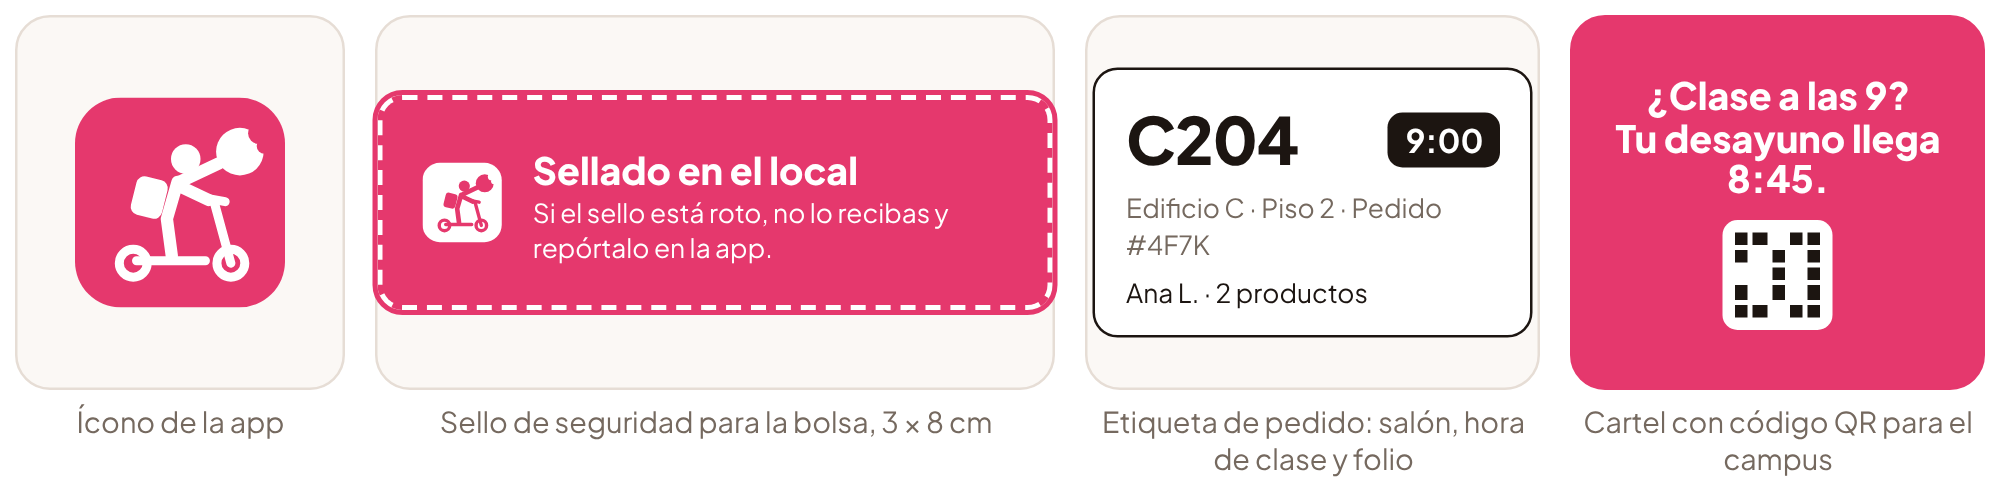 Ícono de la app
Sellado en el local
Si el sello está roto, no lo recibas y
repórtalo en la app.
Sello de seguridad para la bolsa, 3 × 8 cm
C204
9:00
Edificio C · Piso 2 · Pedido
#4F7K
Ana L. · 2 productos
Etiqueta de pedido: salón, hora
de clase y folio
¿Clase a las 9?
Tu desayuno llega
8:45.
Cartel con código QR para el
campus